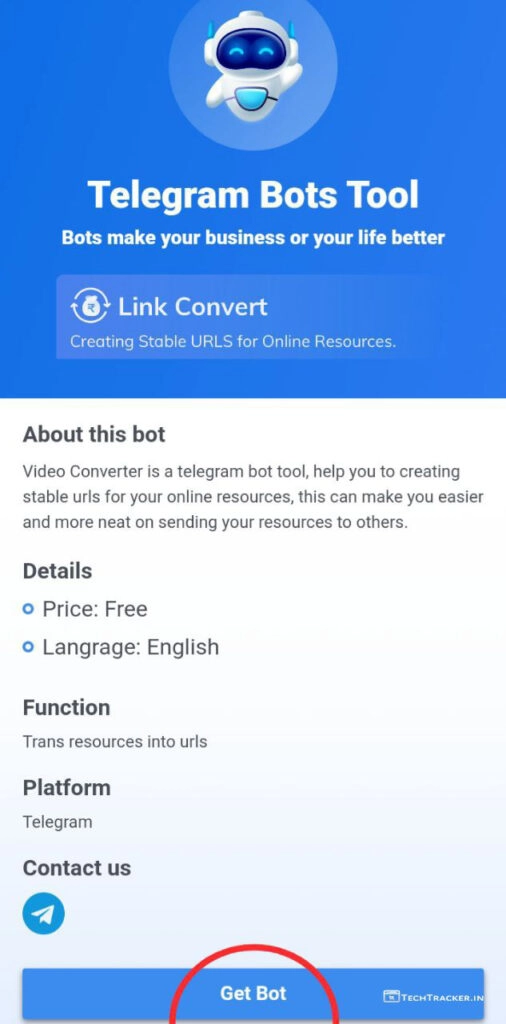 Telegram Bots Tool
Bots make your business or your life better
Link Convert
Creating Stable URLS for Online Resources.
About this bot
Video Converter is a telegram bot tool, help you to creating
stable urls for your online resources, this can make you easier
and more neat on sending your resources to others.
Details
Price: Free
Langrage: English
Function
Trans resources into urls
Platform
Telegram
Contact us
Get Bot
TechTracker.in